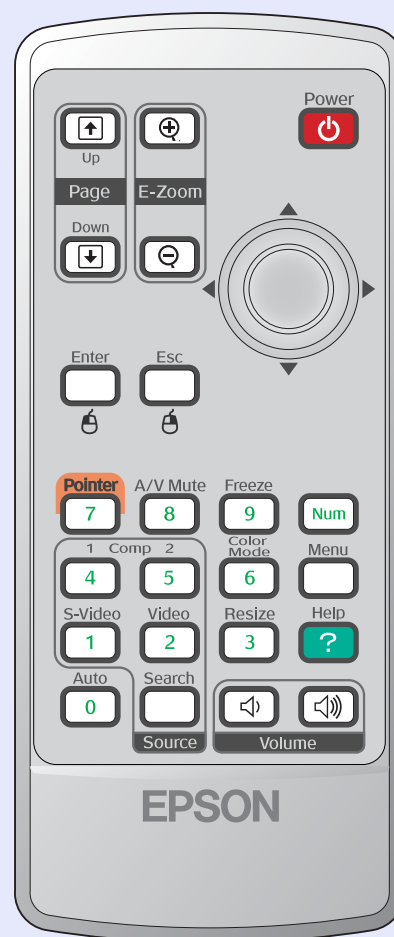 Power
Up
Page E-Zoom
Down
Enter Esc
Pointer A/V Mute Freeze
7 8 9 Num
1 Comp 2 Color Mode Menu
4 5 6
S-Video Video Resize Help
1 2 3 ?
Auto Search
0
Source Volume
EPSON